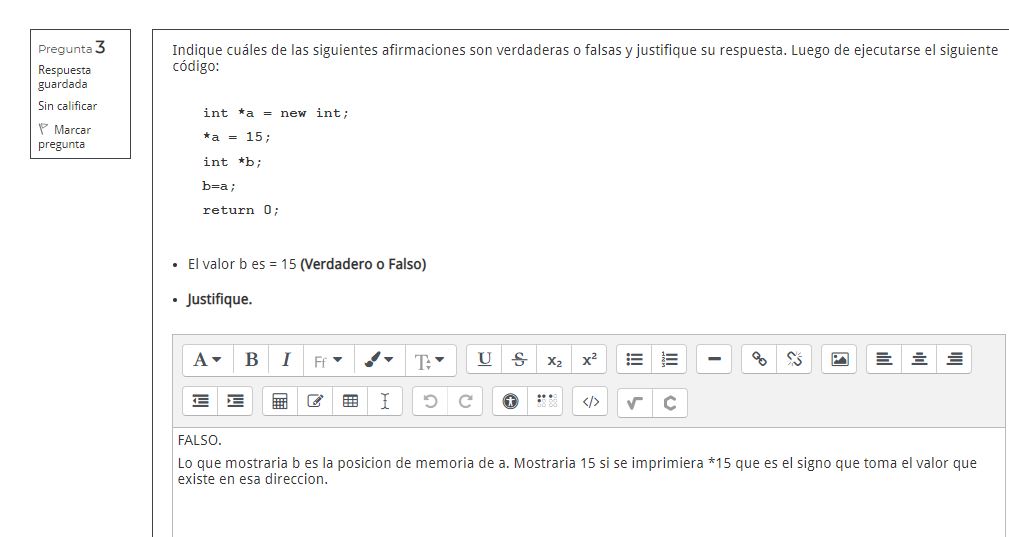 Pregunta 3
Respuesta
guardada
Sin calificar
Marcar
pregunta
Indique cuáles de las siguientes afirmaciones son verdaderas o falsas y justifique su respuesta. Luego de ejecutarse el siguiente
código:
int *a = new int;
*a = 15;
int *b;
b=a;
return 0;
• El valor b es = 15 (Verdadero o Falso)
• Justifique.
A B I Ff T U S x₂ x²
</> √ C
FALSO.
Lo que mostraria b es la posicion de memoria de a. Mostraria 15 si se imprimiera *15 que es el signo que toma el valor que
existe en esa direccion.